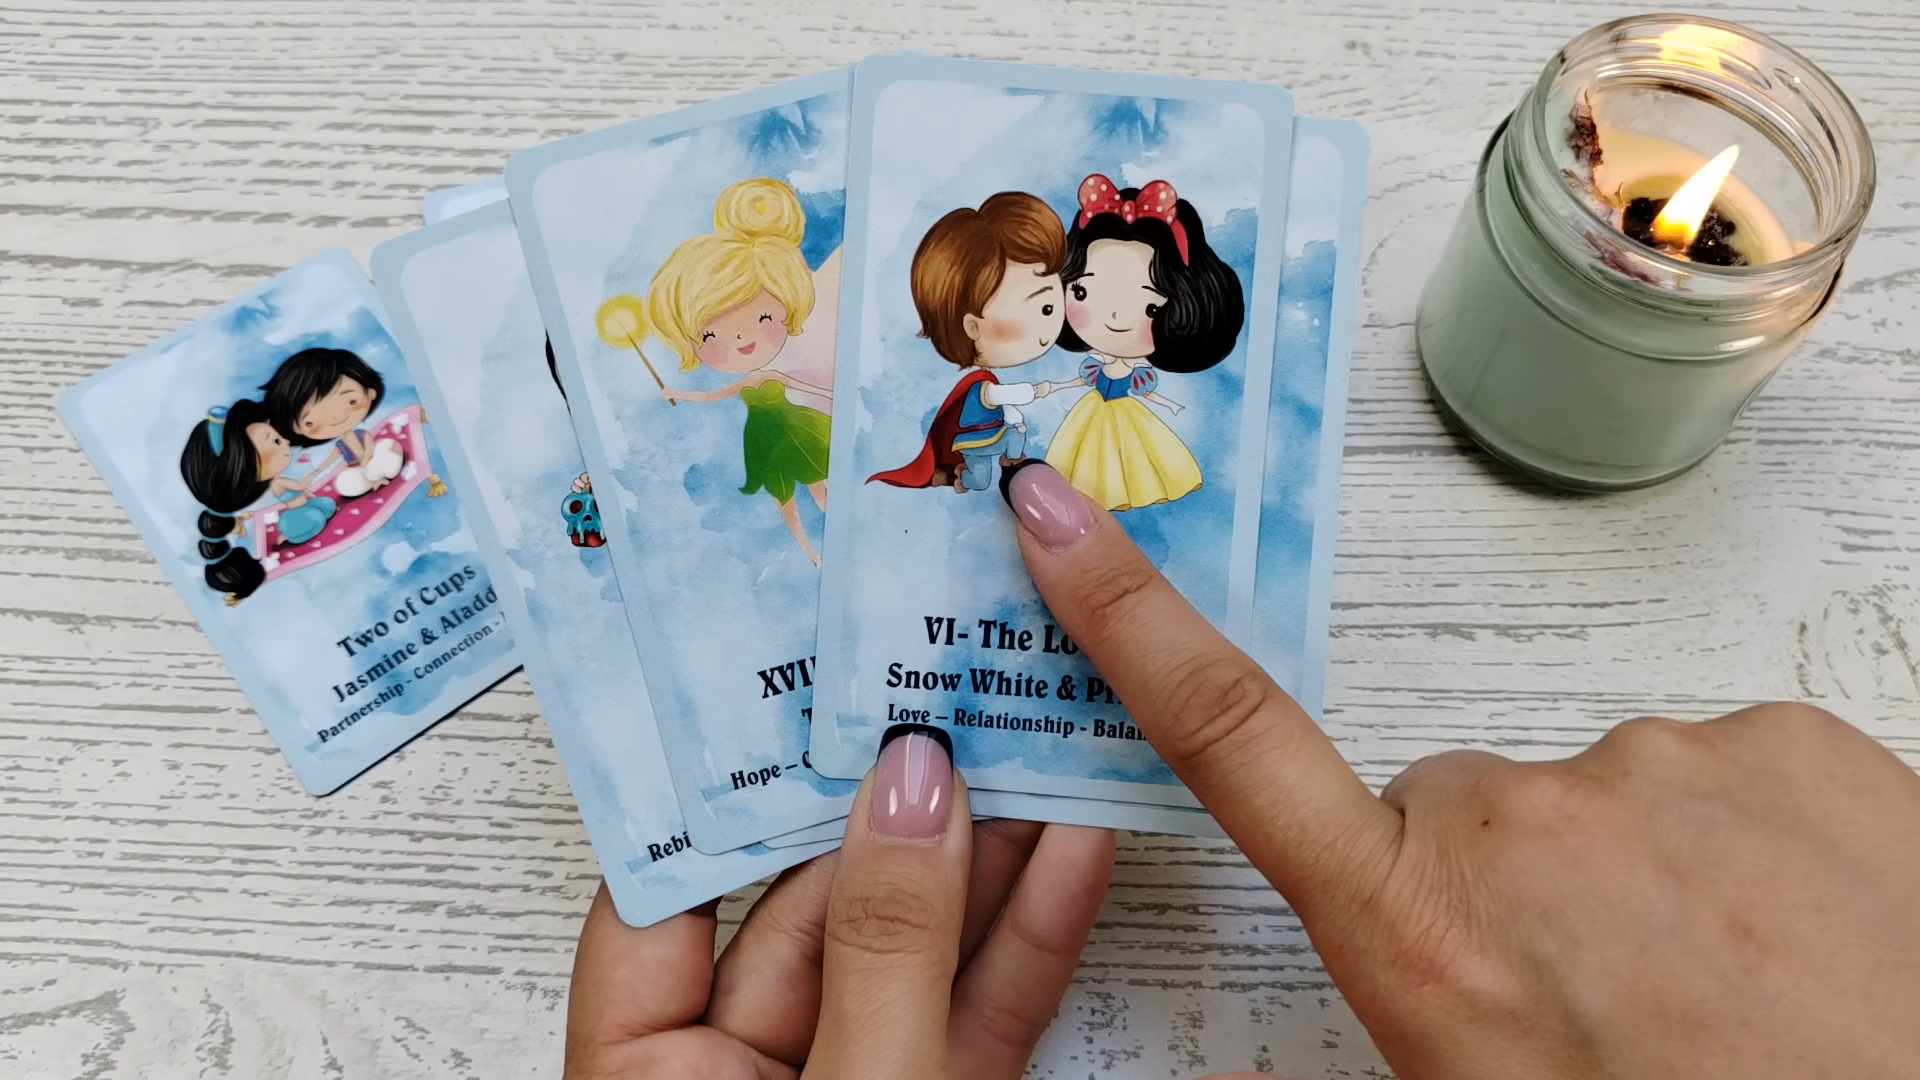 Two of Cups
Jasmine & Aladd
Partnership - Connection -
Rebi
XVII
Hope –
VI- The Lo
Snow White & Pr
Love – Relationship - Balan